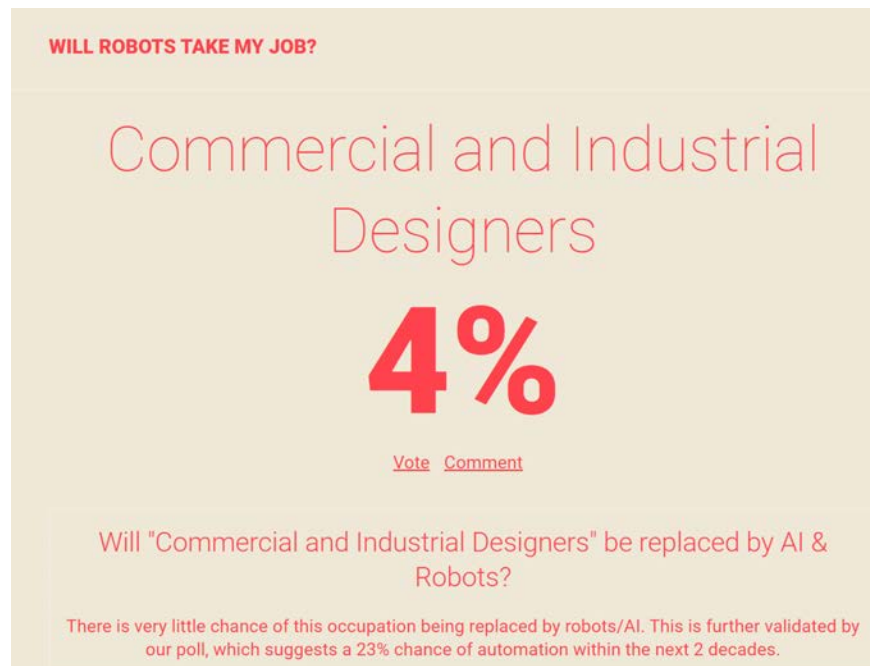 WILL ROBOTS TAKE MY JOB?
Commercial and Industrial
Designers
4%
Vote Comment
Will "Commercial and Industrial Designers" be replaced by AI &
Robots?
There is very little chance of this occupation being replaced by robots/AI. This is further validated by
our poll, which suggests a 23% chance of automation within the next 2 decades.